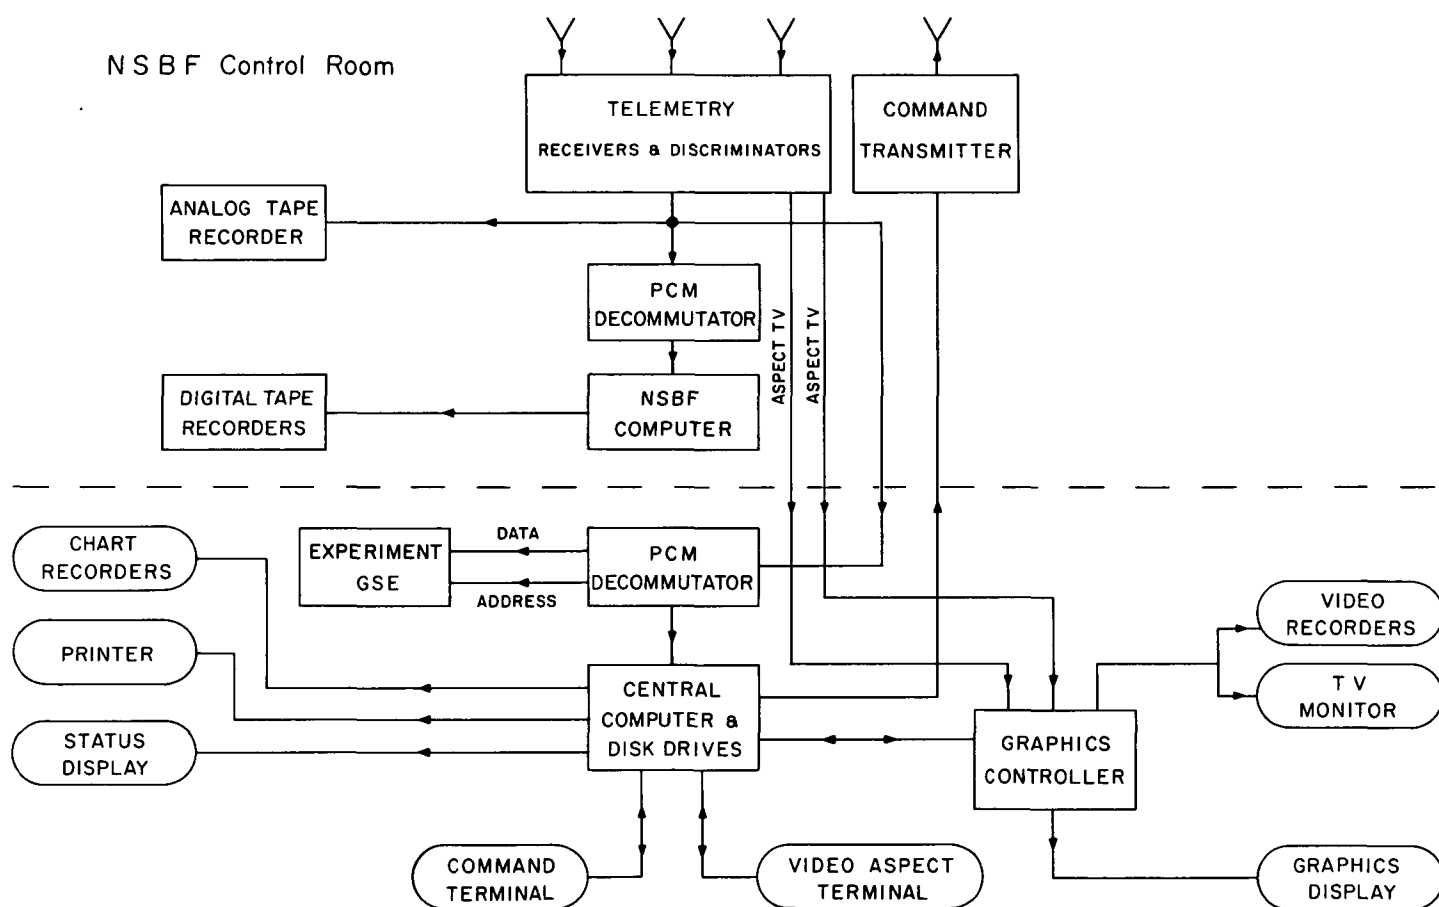 NSBF Control Room
TELEMETRY
RECEIVERS & DISCRIMINATORS
COMMAND
TRANSMITTER
ANALOG TAPE
RECORDER
PCM
DECOMMUTATOR
ASPECT TV
ASPECT TV
DIGITAL TAPE
RECORDERS
NSBF
COMPUTER
CHART
RECORDERS
EXPERIMENT
GSE
DATA
ADDRESS
PCM
DECOMMUTATOR
VIDEO
RECORDERS
PRINTER
CENTRAL
COMPUTER &
DISK DRIVES
TV
MONITOR
STATUS
DISPLAY
GRAPHICS
CONTROLLER
COMMAND
TERMINAL
VIDEO ASPECT
TERMINAL
GRAPHICS
DISPLAY